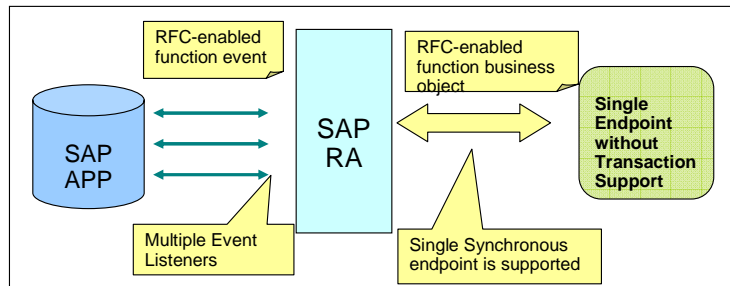 RFC-enabled
function event
RFC-enabled
function business
object
SAP
APP
SAP
RA
Single
Endpoint
without
Transaction
Support
Multiple Event
Listeners
Single Synchronous
endpoint is supported